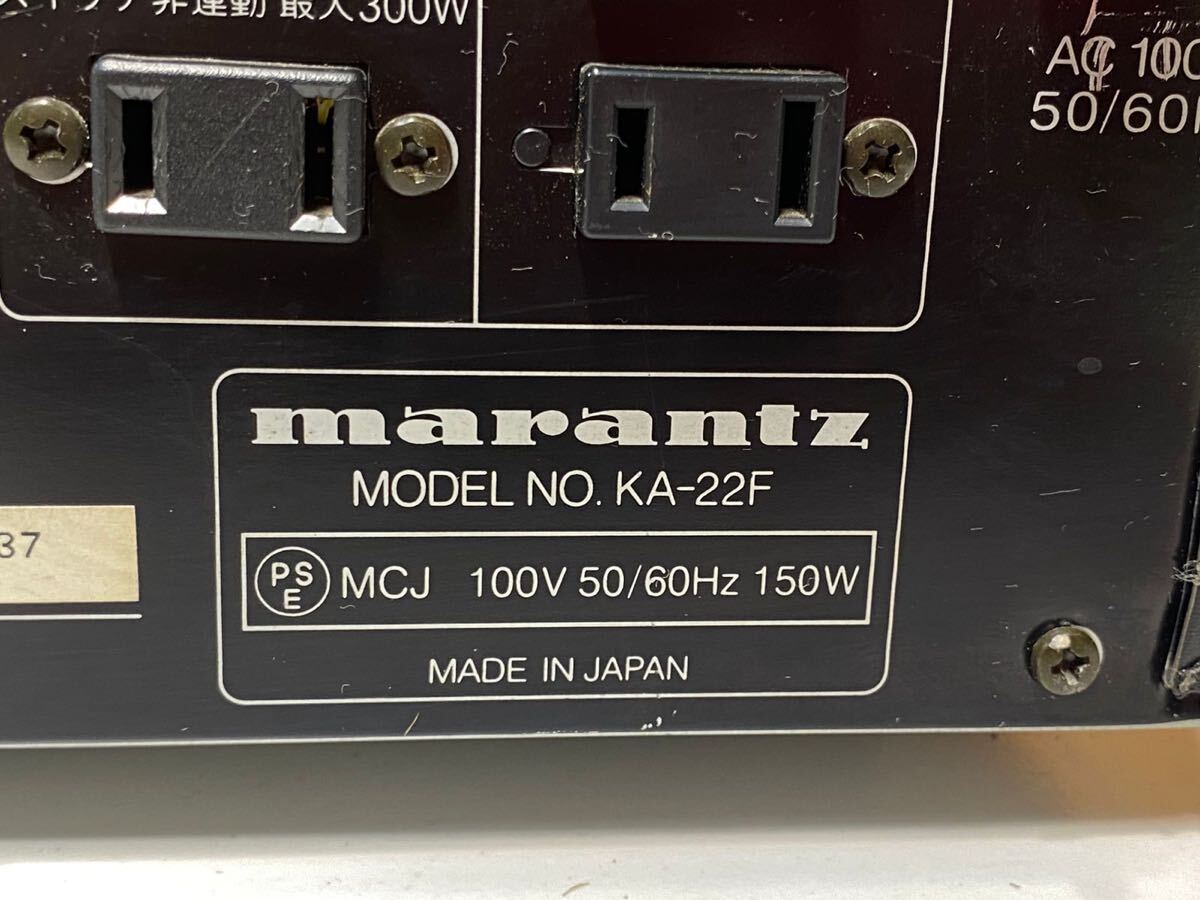 非連動 最大300W
AC 100
50/60
marantz
MODEL NO. KA-22F
37
PSE MCJ 100V 50/60Hz 150W
MADE IN JAPAN